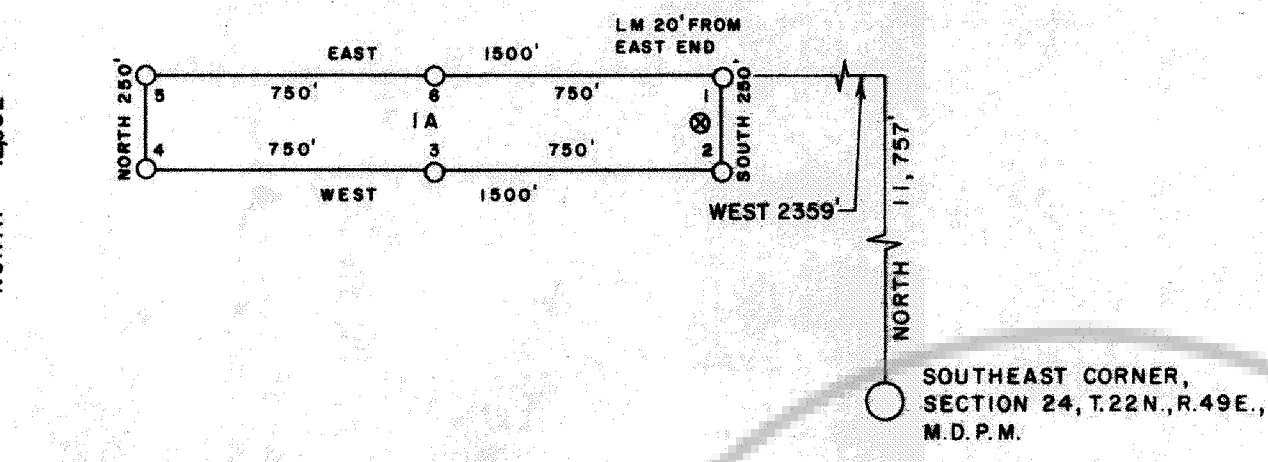 LM 20' FROM
EAST END
EAST 1500'
NORTH 250'
5 750' 6 750' 1
SOUTH 250'
1A
4 750' 3 750' 2
WEST 1500'
WEST 2359'
NORTH 11,757'
SOUTHEAST CORNER,
SECTION 24, T.22N., R.49E.,
M.D.P.M.